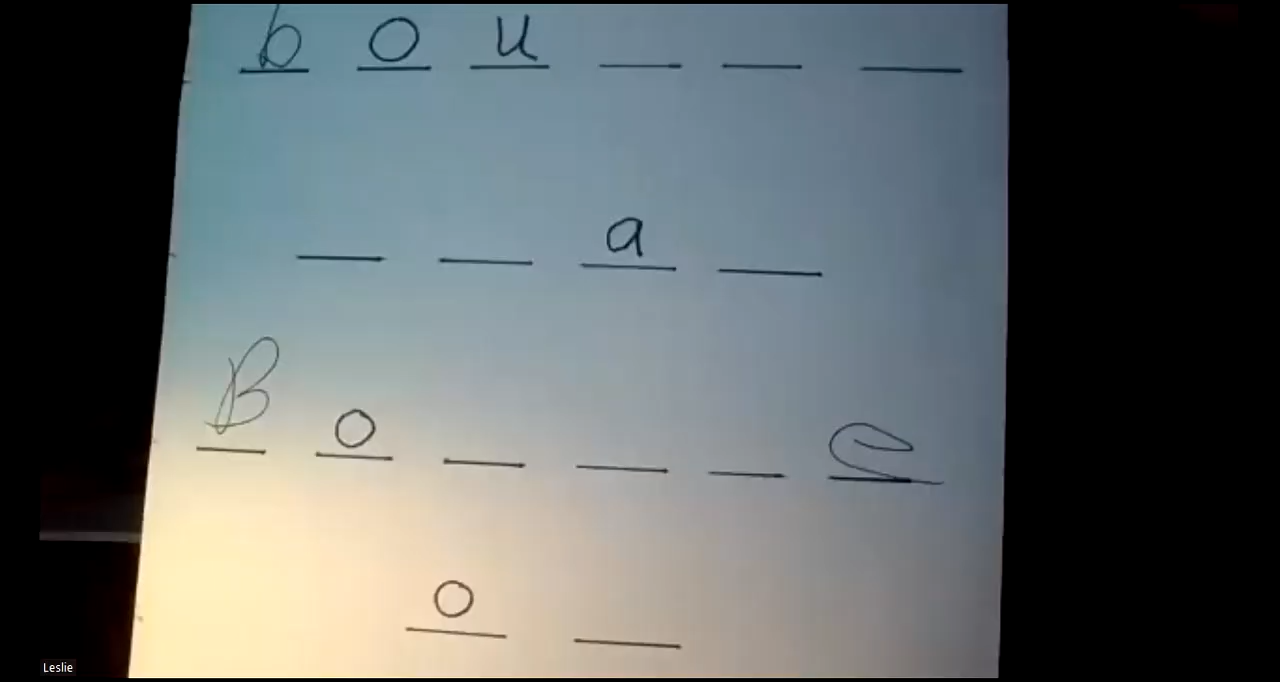 b o u _ _ _
_ _ a _
B o _ _ _ e
o _
Leslie